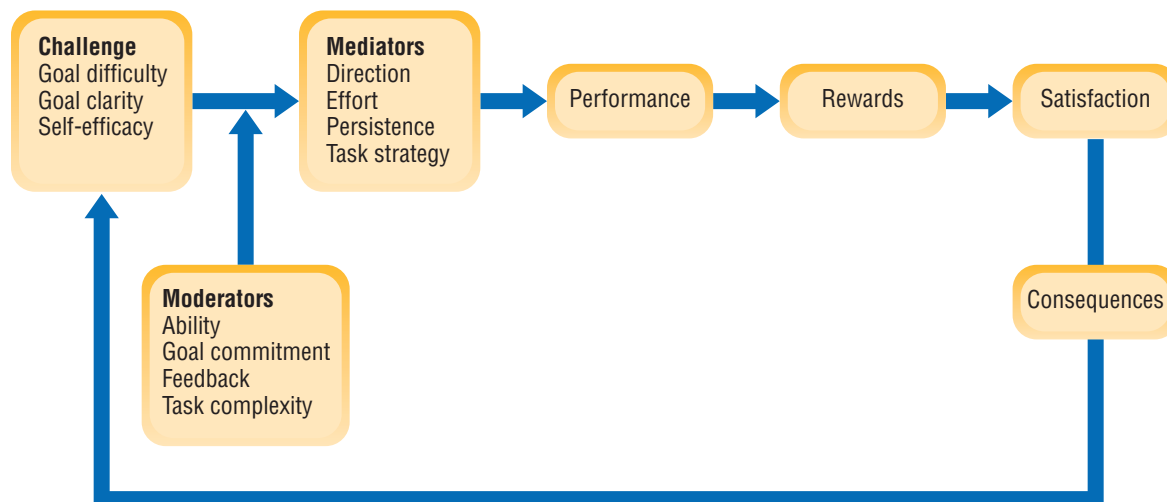 Challenge
Goal difficulty
Goal clarity
Self-efficacy
Mediators
Direction
Effort
Persistence
Task strategy
Performance
Rewards
Satisfaction
Moderators
Ability
Goal commitment
Feedback
Task complexity
Consequences